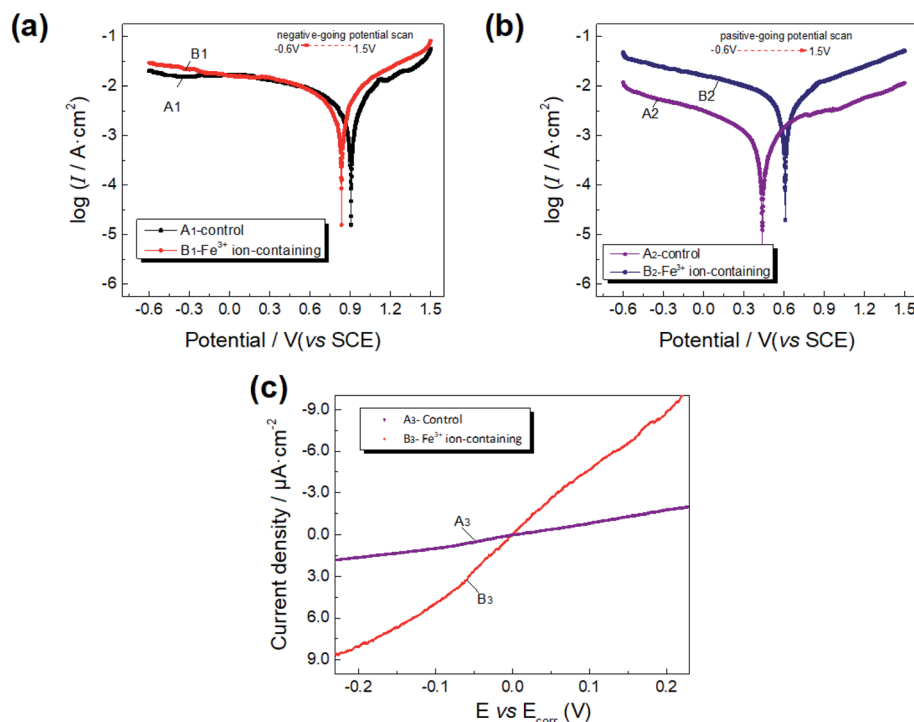 (a)
-1
-2
-3
-4
-5
-6
log (I / A·cm²)
B1
A1
negative-going potential scan
-0.6V
1.5V
A1-control
B1-Fe³⁺ ion-containing
-0.6
-0.3
0.0
0.3
0.6
0.9
1.2
1.5
Potential / V(vs SCE)
(b)
-1
-2
-3
-4
-5
-6
log (I / A·cm²)
B2
A2
pasitive-going potential scan
-0.6V
1.5V
A2-control
B2-Fe³⁺ ion-containing
-0.6
-0.3
0.0
0.3
0.6
0.9
1.2
1.5
Potential / V(vs SCE)
(c)
-9.0
-6.0
-3.0
0.0
3.0
6.0
9.0
Current density / µA·cm⁻²
A3- Control
B3- Fe³⁺ ion-containing
A3
B3
-0.2
-0.1
0.0
0.1
0.2
E vs Ecorr (V)